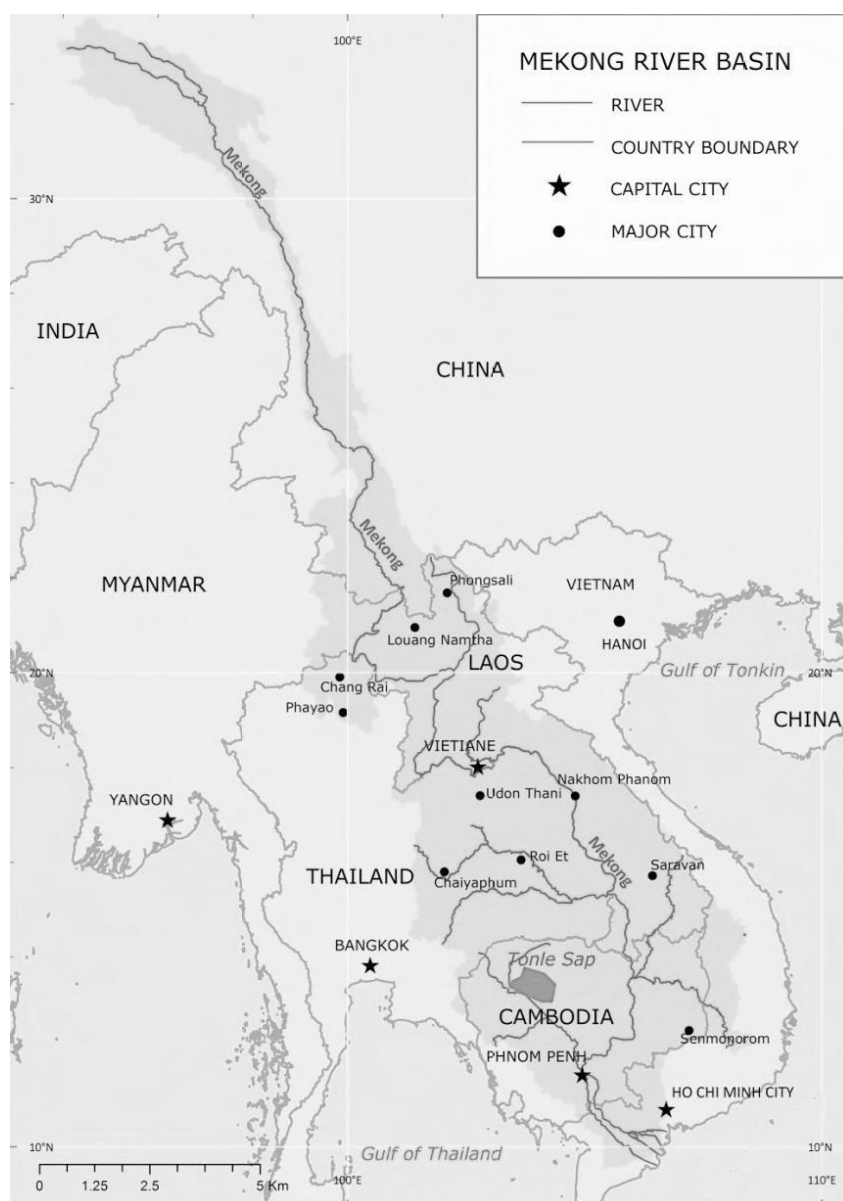 100°E
MEKONG RIVER BASIN
RIVER
COUNTRY BOUNDARY
CAPITAL CITY
MAJOR CITY
Mekong
30°N
INDIA
CHINA
Mekong
MYANMAR
Phongsali
VIETNAM
Louang Namtha
HANOI
LAOS
Gulf of Tonkin
20°N
20°N
Chang Rai
Phayao
CHINA
VIETIANE
Nakhom Phanom
Udon Thani
YANGON
Roi Et
Mekong
Saravan
THAILAND
Chaiyaphum
BANGKOK
Tonle Sap
CAMBODIA
Senmonorom
PHNOM PENH
HO CHI MINH CITY
10°N
10°N
Gulf of Thailand
0 1.25 2.5 5 Km
100°E
110°E